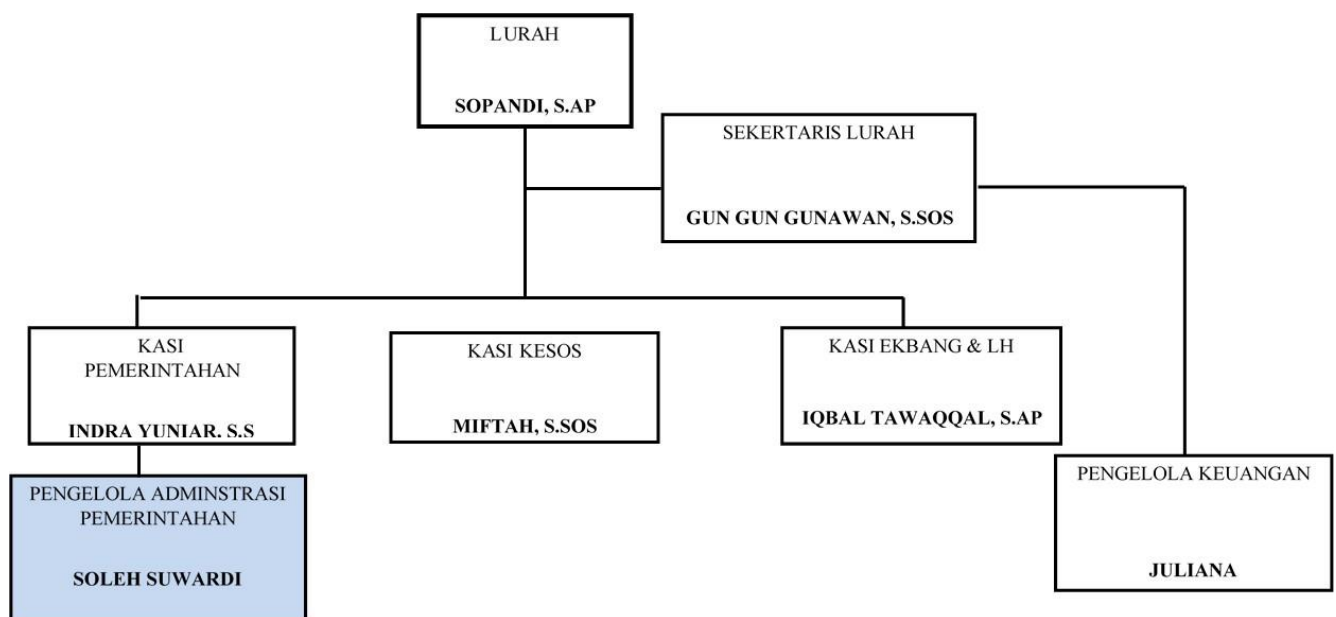 LURAH
SOPANDI, S.AP
SEKERTARIS LURAH
GUN GUN GUNAWAN, S.SOS
KASI
PEMERINTAHAN
INDRA YUNIAR. S.S
KASI KESOS
MIFTAH, S.SOS
KASI EKBANG & LH
IQBAL TAWAQQAL, S.AP
PENGELOLA ADMINSTRASI
PEMERINTAHAN
SOLEH SUWARDI
PENGELOLA KEUANGAN
JULIANA